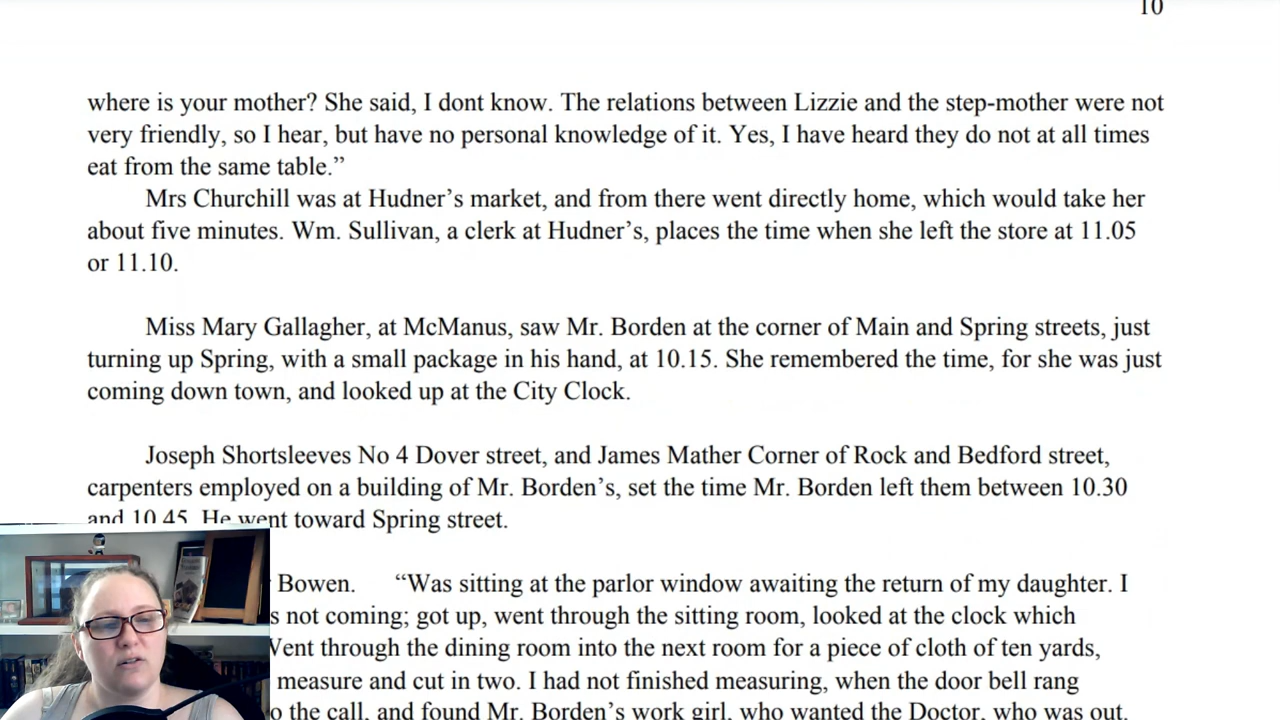 10
where is your mother? She said, I dont know. The relations between Lizzie and the step-mother were not
very friendly, so I hear, but have no personal knowledge of it. Yes, I have heard they do not at all times
eat from the same table.”
Mrs Churchill was at Hudner’s market, and from there went directly home, which would take her
about five minutes. Wm. Sullivan, a clerk at Hudner’s, places the time when she left the store at 11.05
or 11.10.
Miss Mary Gallagher, at McManus, saw Mr. Borden at the corner of Main and Spring streets, just
turning up Spring, with a small package in his hand, at 10.15. She remembered the time, for she was just
coming down town, and looked up at the City Clock.
Joseph Shortsleeves No 4 Dover street, and James Mather Corner of Rock and Bedford street,
carpenters employed on a building of Mr. Borden’s, set the time Mr. Borden left them between 10.30
and 10.45. He went toward Spring street.
Bowen. “Was sitting at the parlor window awaiting the return of my daughter. I
not coming; got up, went through the sitting room, looked at the clock which
Went through the dining room into the next room for a piece of cloth of ten yards,
measure and cut in two. I had not finished measuring, when the door bell rang
the call, and found Mr. Borden’s work girl, who wanted the Doctor, who was out.